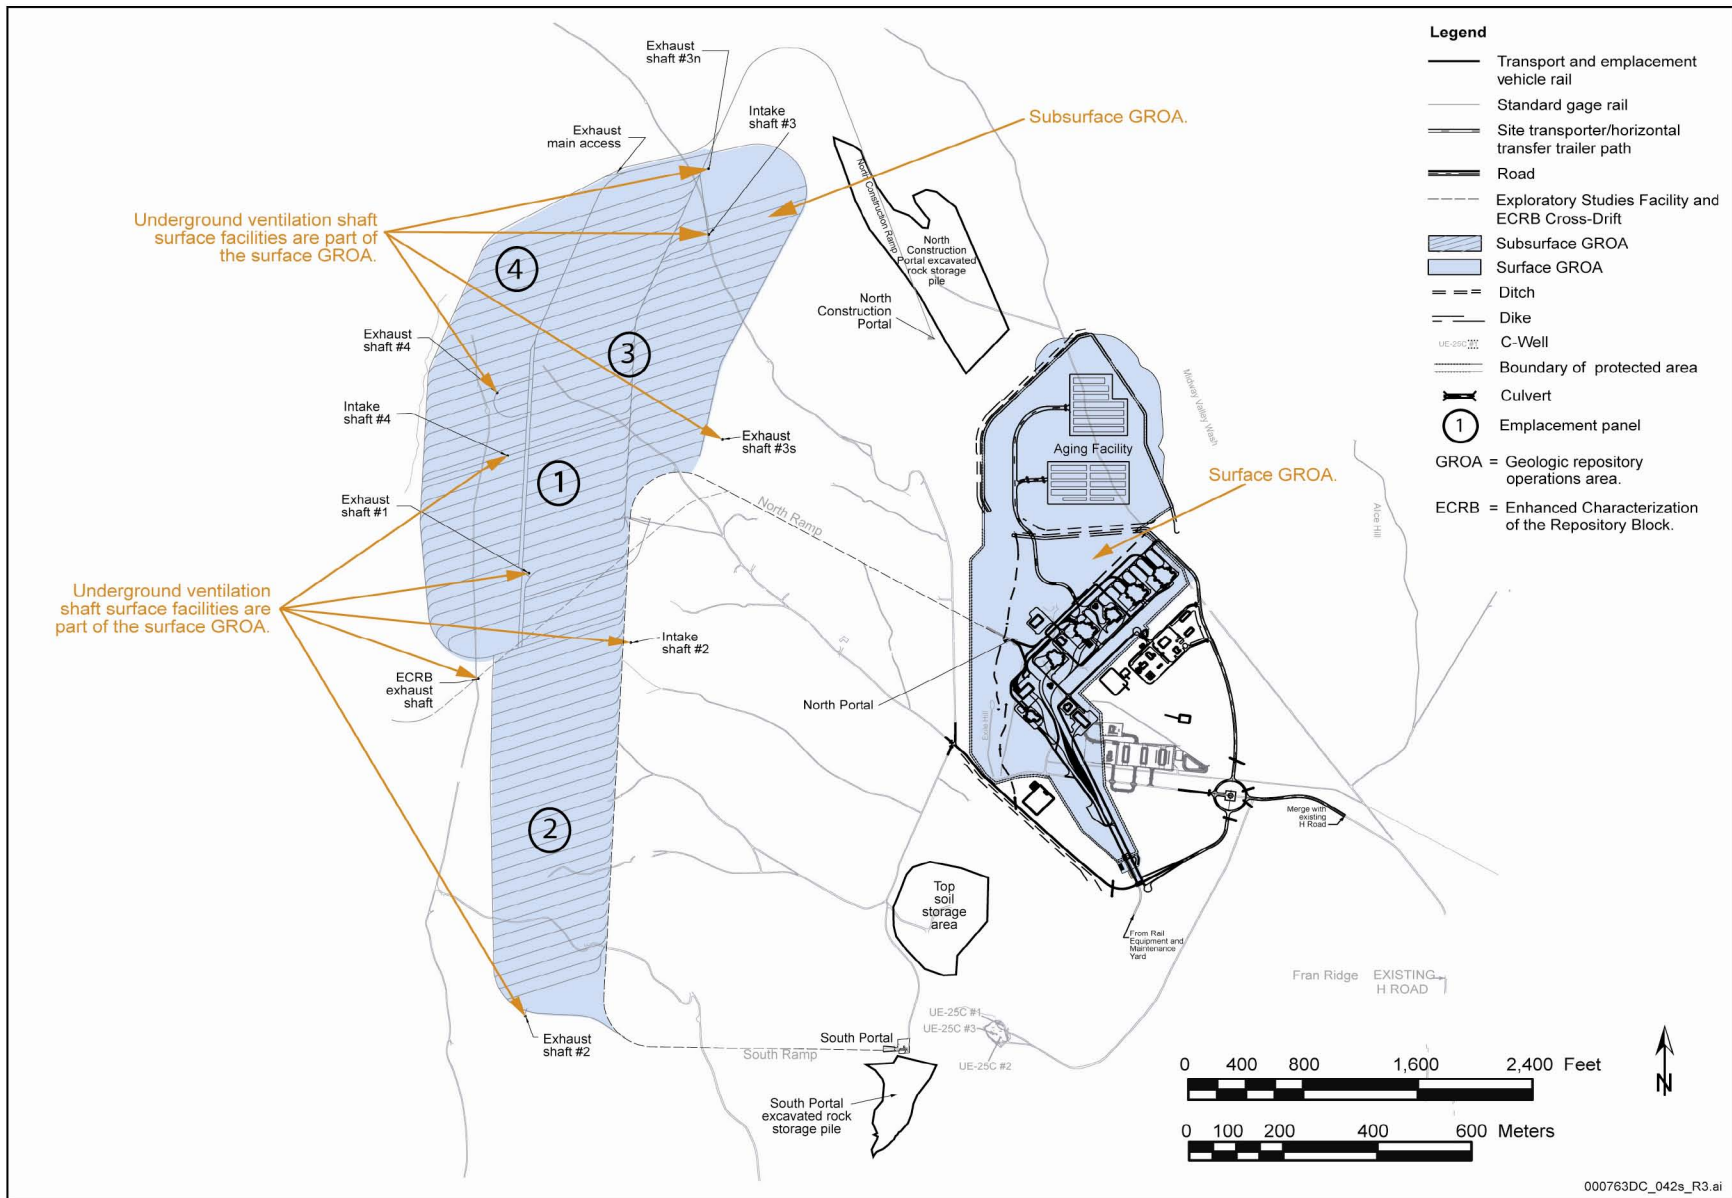 Exhaust
shaft #3n
Intake
shaft #3
Exhaust
main access
Subsurface GROA.
Underground ventilation shaft
surface facilities are part of
the surface GROA.
4
3
North Construction Ramp
North
Construction
Portal excavated
rock storage
pile
North
Construction
Portal
Exhaust
shaft #4
Intake
shaft #4
Exhaust
shaft #3s
1
Exhaust
shaft #1
North Ramp
Midway Valley Wash
Aging Facility
Surface GROA.
Alice Hill
Underground ventilation
shaft surface facilities are
part of the surface GROA.
Intake
shaft #2
ECRB
exhaust
shaft
North Portal
Exile Hill
2
Merge with
existing
H Road
Top
soil
storage
area
From Rail
Equipment and
Maintenance
Yard
Fran Ridge
EXISTING
H ROAD
UE-25C #1
UE-25C #3
UE-25C #2
Exhaust
shaft #2
South Ramp
South Portal
South Portal
excavated rock
storage pile
Legend
Transport and emplacement
vehicle rail
Standard gage rail
Site transporter/horizontal
transfer trailer path
Road
Exploratory Studies Facility and
ECRB Cross-Drift
Subsurface GROA
Surface GROA
Ditch
Dike
UE-25C #1
C-Well
Boundary of protected area
Culvert
1
Emplacement panel
GROA = Geologic repository
operations area.
ECRB = Enhanced Characterization
of the Repository Block.
0 400 800 1,600 2,400 Feet
0 100 200 400 600 Meters
N
000763DC_042s_R3.ai